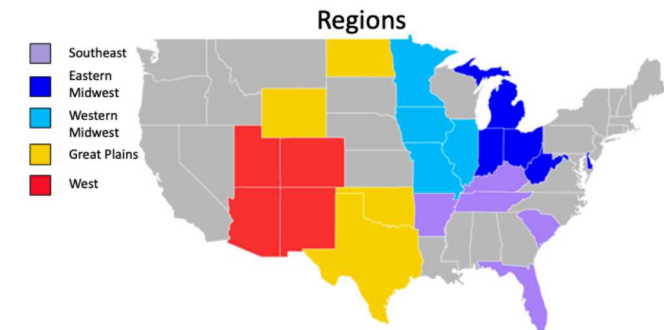 Regions
Southeast
Eastern
Midwest
Western
Midwest
Great Plains
West